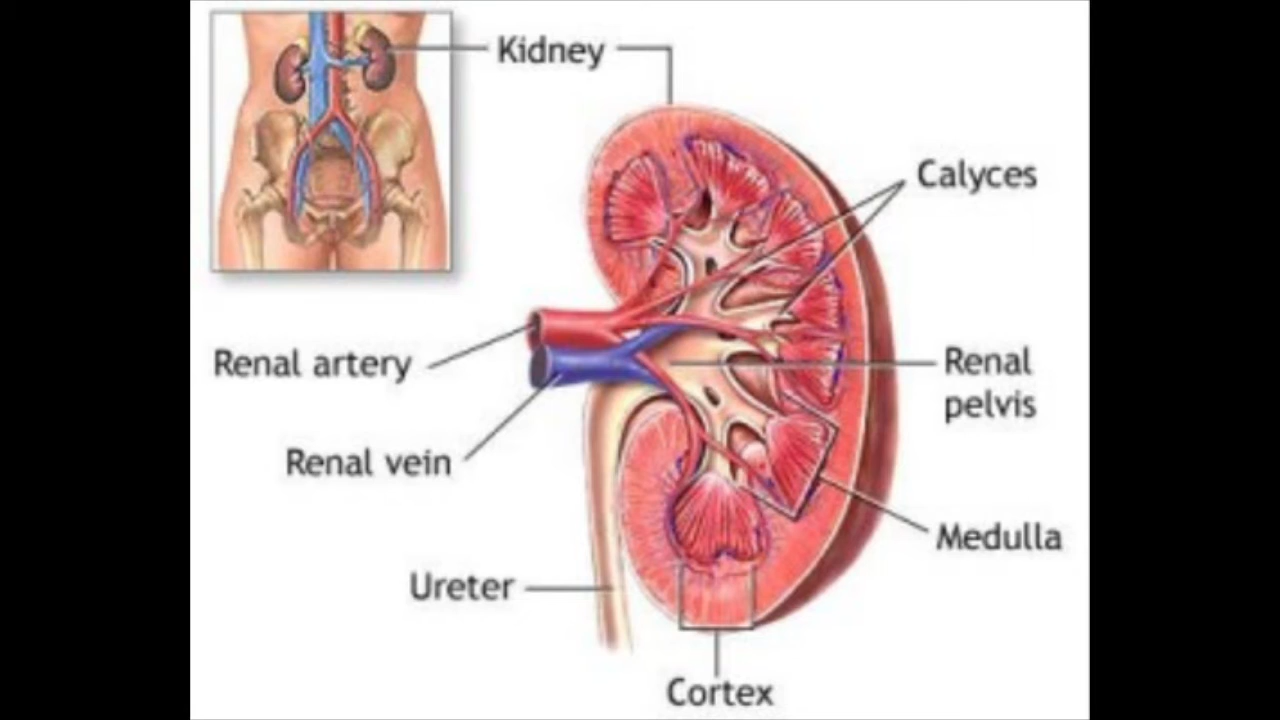 Kidney
Calyces
Renal artery
Renal
pelvis
Renal vein
Medulla
Ureter
Cortex